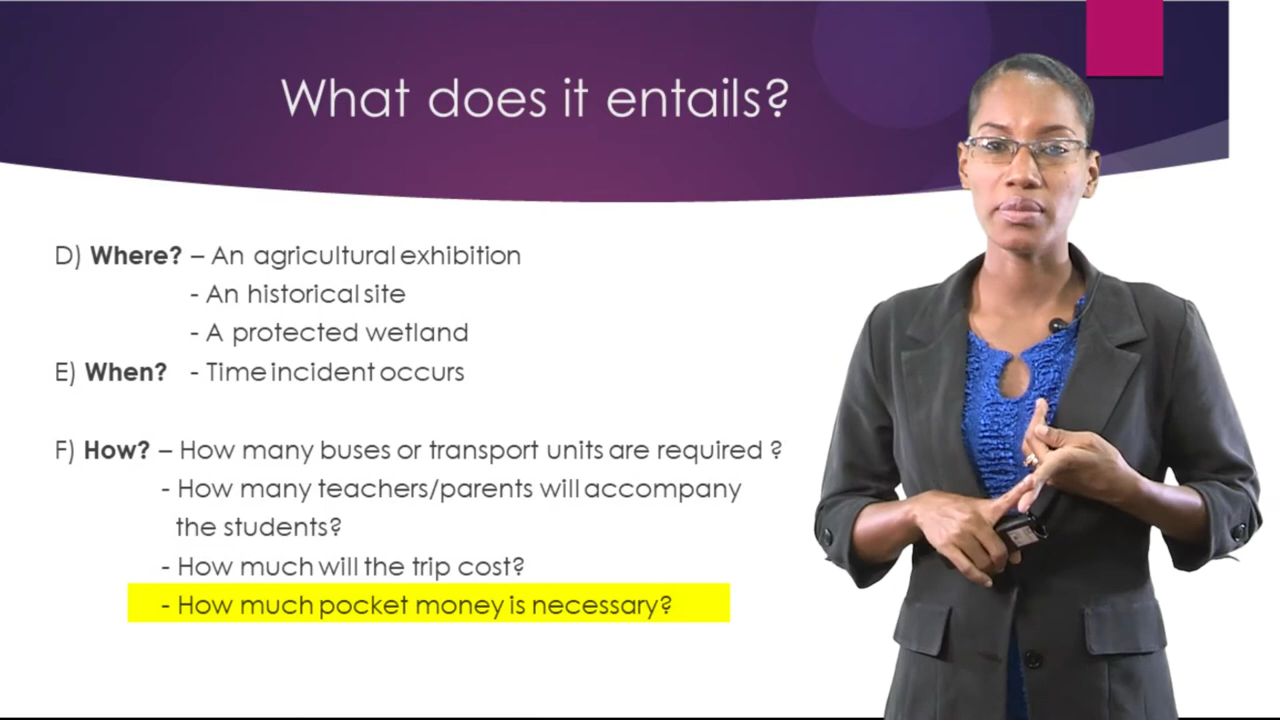 What does it entails?
D) Where? – An agricultural exhibition
- An historical site
- A protected wetland
E) When? - Time incident occurs
F) How? – How many buses or transport units are required ?
- How many teachers/parents will accompany
the students?
- How much will the trip cost?
- How much pocket money is necessary?